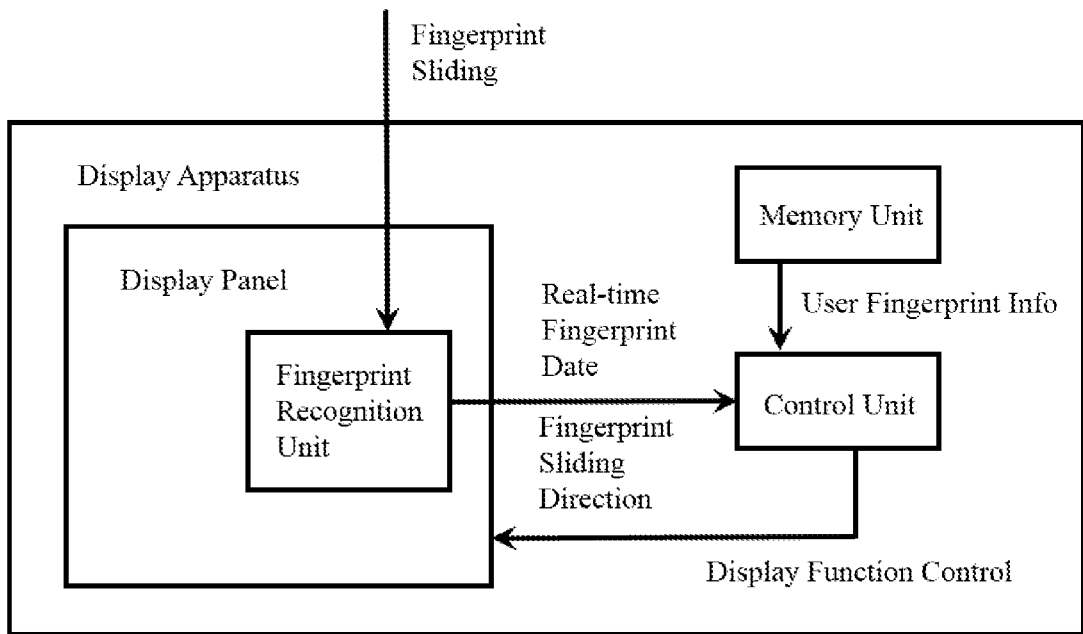 Fingerprint
Sliding
Display Apparatus
Memory Unit
Display Panel
Real-time
Fingerprint
Date
User Fingerprint Info
Fingerprint
Recognition
Unit
Control Unit
Fingerprint
Sliding
Direction
Display Function Control